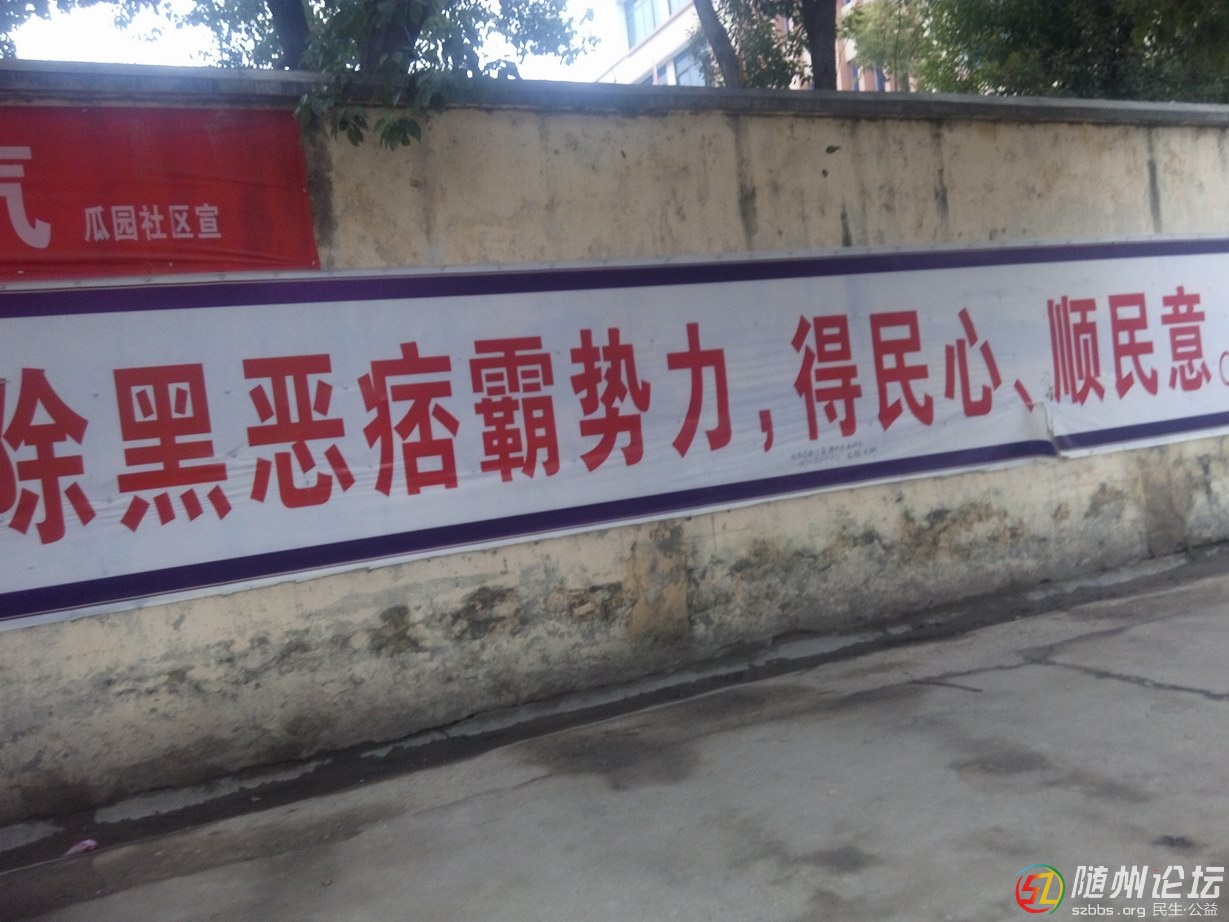 气
瓜园社区宣
除黑恶痞霸势力,得民心、顺民意。
随州论坛
szbbs.org 民生·公益